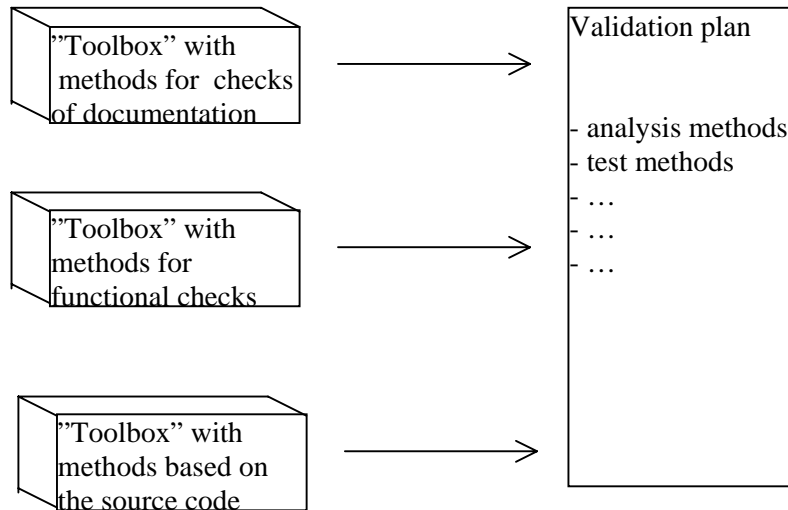 ”Toolbox” with
methods for checks
of documentation
Validation plan
- analysis methods
- test methods
- …
- …
- …
”Toolbox” with
methods for
functional checks
”Toolbox” with
methods based on
the source code